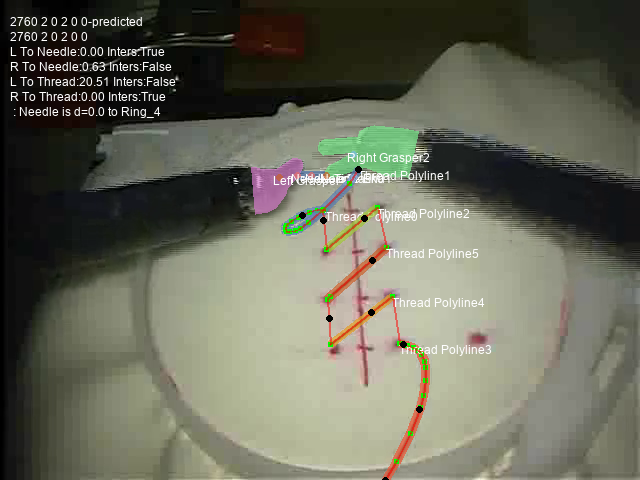 2760 2 0 2 0 0-predicted
2760 2 0 2 0 0
L To Needle:0.00 Inters:True
R To Needle:0.63 Inters:False
L To Thread:20.51 Inters:False
R To Thread:0.00 Inters:True
: Needle is d=0.0 to Ring_4
Right Grasper2
Thread Polyline1
Left Grasper
Thread Polyline0
Thread Polyline2
Thread Polyline5
Thread Polyline4
Thread Polyline3